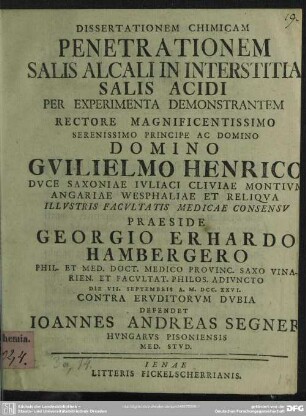 DISSERTATIONEM CHIMICAM
PENETRATIONEM
SALIS ALCALI IN INTERSTITIA
SALIS ACIDI
PER EXPERIMENTA DEMONSTRANTEM
RECTORE MAGNIFICENTISSIMO
SERENISSIMO PRINCIPE AC DOMINO
DOMINO
GVILIELMO HENRICO
DVCE SAXONIAE IVLIACI CLIVIAE MONTIVM
ANGARIAE WESPHALIAE ET RELIQVA
ILLVSTRIS FACVLTATIS MEDICAE CONSENSV
PRAESIDE
GEORGIO ERHARDO
HAMBERGERO
PHIL. ET MED. DOCT. MEDICO PROVINC. SAXO VINA-
RIEN. ET FACVLTAT. PHILOS. ADIVNCTO
DIE VII. SEPTEMBRIS A. M. DCC. XXVI.
CONTRA ERVDITORVM DVBIA
DEFENDET
IOANNES ANDREAS SEGNER
HVNGARVS PISONIENSIS
MED. STVD.
IENAE
LITTERIS FICKELSCHERRIANIS.
hemia.